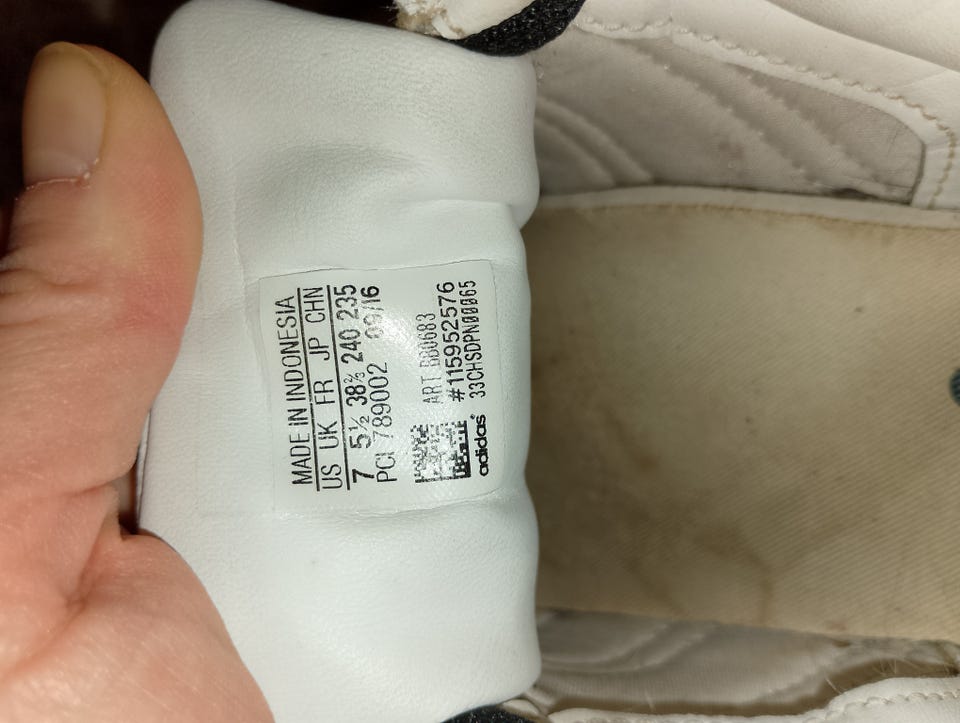 MADE IN INDONESIA
US UK FR JP CHN
7 5½ 38⅔ 240 235
PCI 789002 09/16
ART BB0683
#115952576
adidas 33CHSDPN00065